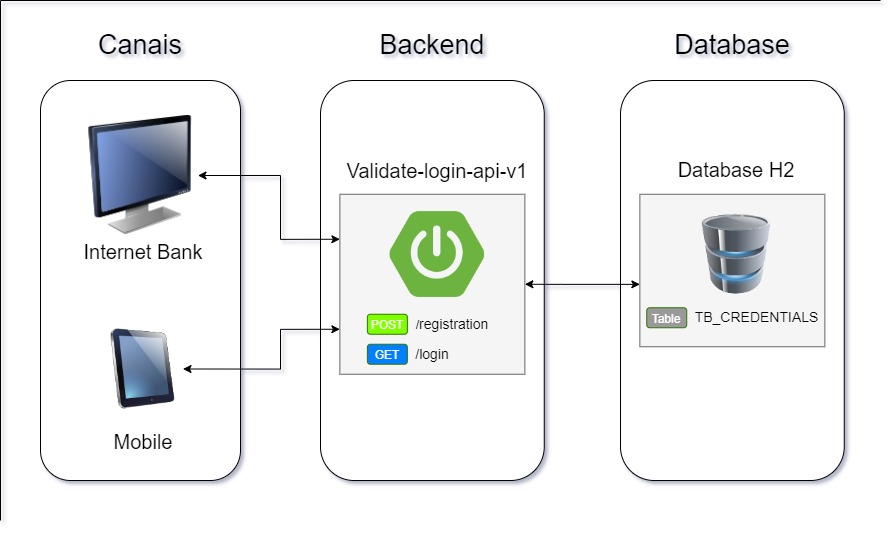 Canais
Backend
Database
Internet Bank
Mobile
Validate-login-api-v1
POST /registration
GET /login
Database H2
Table TB_CREDENTIALS